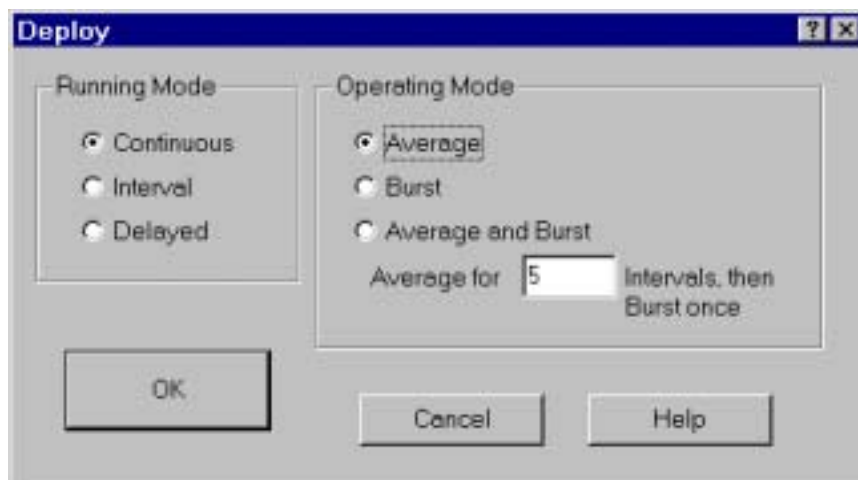 Deploy
Running Mode
Continuous
Interval
Delayed
Operating Mode
Average
Burst
Average and Burst
Average for 5 Intervals, then
Burst once
OK
Cancel
Help